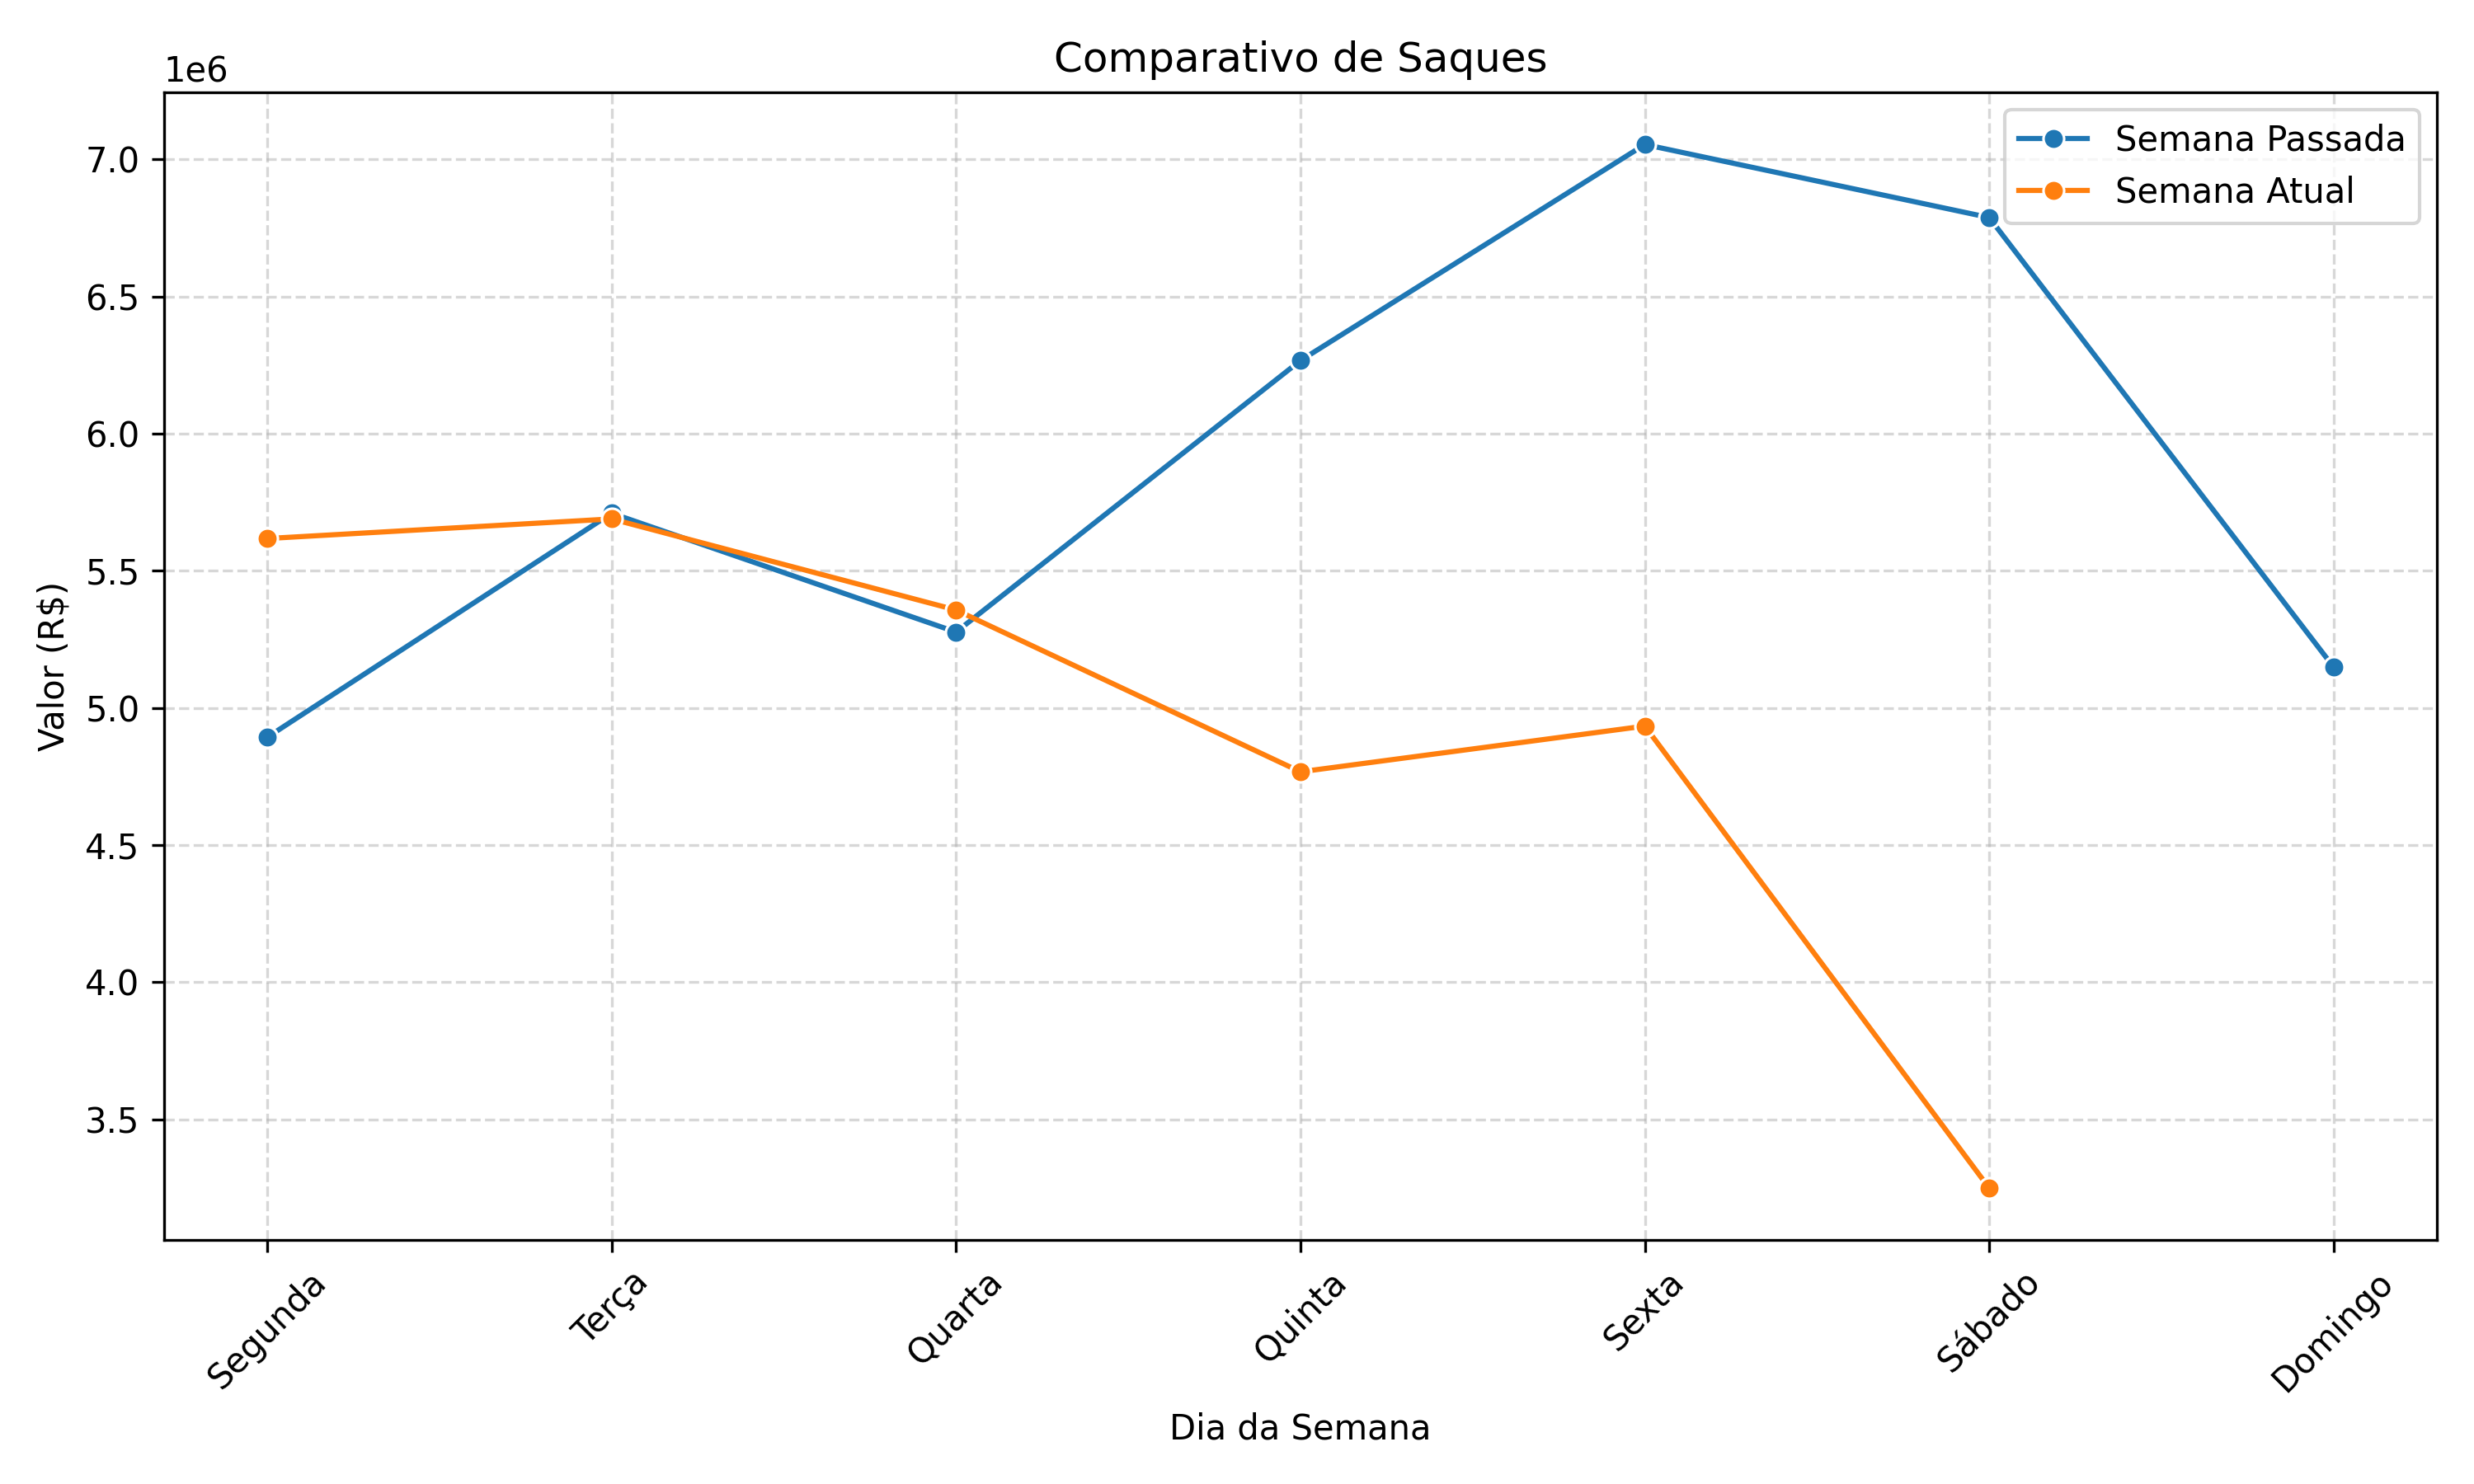 Comparativo de Saques
1e6
Semana Passada
Semana Atual
7.0
6.5
6.0
5.5
5.0
4.5
4.0
3.5
Valor (R$)
Segunda
Terça
Quarta
Quinta
Sexta
Sábado
Domingo
Dia da Semana